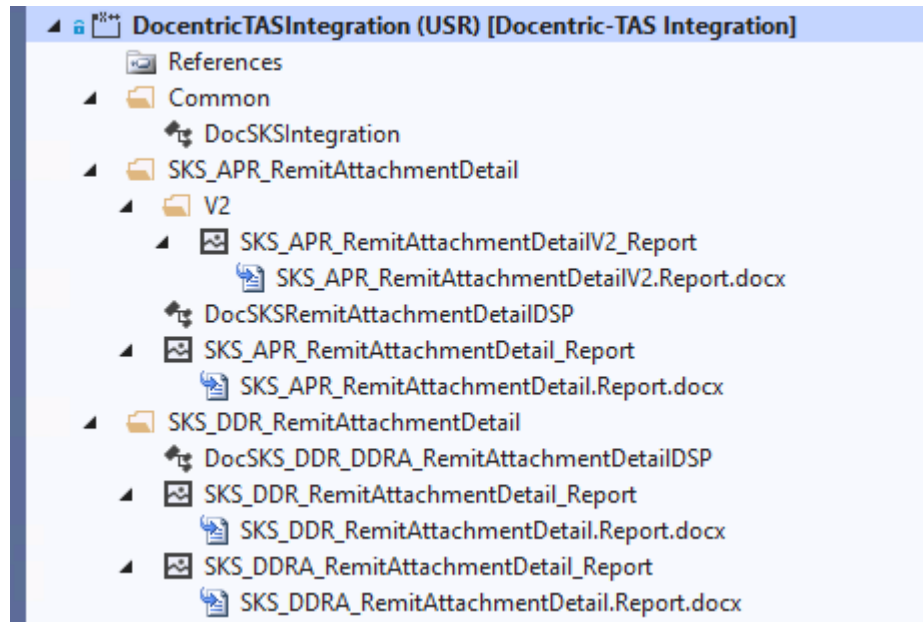 DocentricTASIntegration (USR) [Docentric-TAS Integration]
References
Common
DocSKSIntegration
SKS_APR_RemitAttachmentDetail
V2
SKS_APR_RemitAttachmentDetailV2_Report
SKS_APR_RemitAttachmentDetailV2.Report.docx
DocSKSRemitAttachmentDetailDSP
SKS_APR_RemitAttachmentDetail_Report
SKS_APR_RemitAttachmentDetail.Report.docx
SKS_DDR_RemitAttachmentDetail
DocSKS_DDR_DDRA_RemitAttachmentDetailDSP
SKS_DDR_RemitAttachmentDetail_Report
SKS_DDR_RemitAttachmentDetail.Report.docx
SKS_DDRA_RemitAttachmentDetail_Report
SKS_DDRA_RemitAttachmentDetail.Report.docx